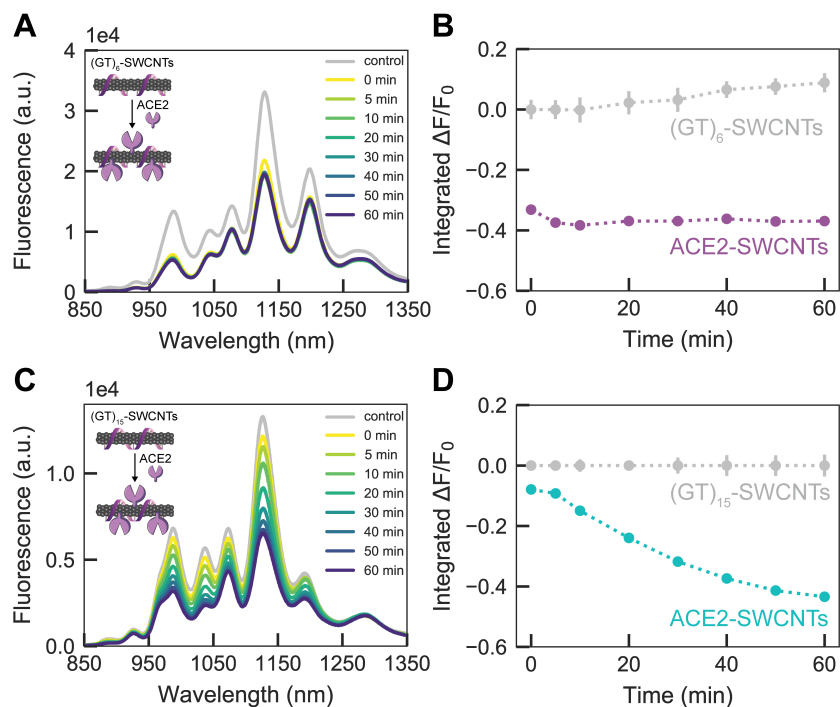 A
1e4
(GT)₆-SWCNTs
ACE2
control
0 min
5 min
10 min
20 min
30 min
40 min
50 min
60 min
Fluorescence (a.u.)
4
3
2
1
0
850 950 1050 1150 1250 1350
Wavelength (nm)
B
Integrated ΔF/F₀
0.2
0.0
−0.2
−0.4
−0.6
(GT)₆-SWCNTs
ACE2-SWCNTs
0 20 40 60
Time (min)
C
1e4
(GT)₁₅-SWCNTs
ACE2
control
0 min
5 min
10 min
20 min
30 min
40 min
50 min
60 min
Fluorescence (a.u.)
1.0
0.5
0.0
850 950 1050 1150 1250 1350
Wavelength (nm)
D
Integrated ΔF/F₀
0.2
0.0
−0.2
−0.4
−0.6
(GT)₁₅-SWCNTs
ACE2-SWCNTs
0 20 40 60
Time (min)